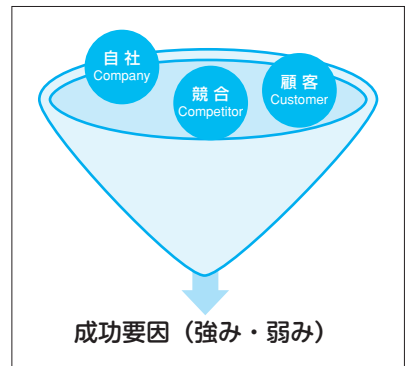 自社
Company
競合
Competitor
顧客
Customer
成功要因（強み・弱み）